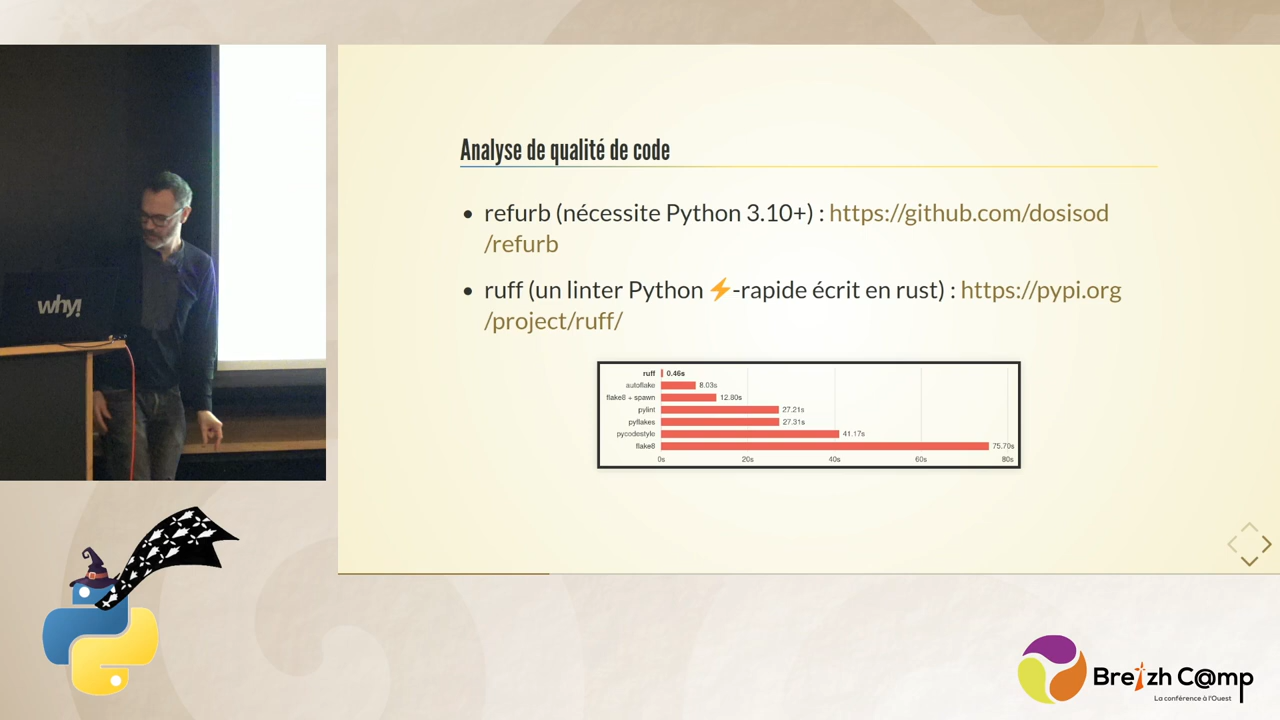 Analyse de qualité de code
• refurb (nécessite Python 3.10+) : https://github.com/dosisod
/refurb
• ruff (un linter Python ⚡-rapide écrit en rust) : https://pypi.org
/project/ruff/
ruff 0.46s
autoflake 8.03s
flake8 + spawn 12.80s
pylint 27.21s
pyflakes 27.31s
pycodestyle 41.17s
flake8 75.70s
0s 20s 40s 60s 80s
why!
Breizh C@mp
La conférence à l'Ouest